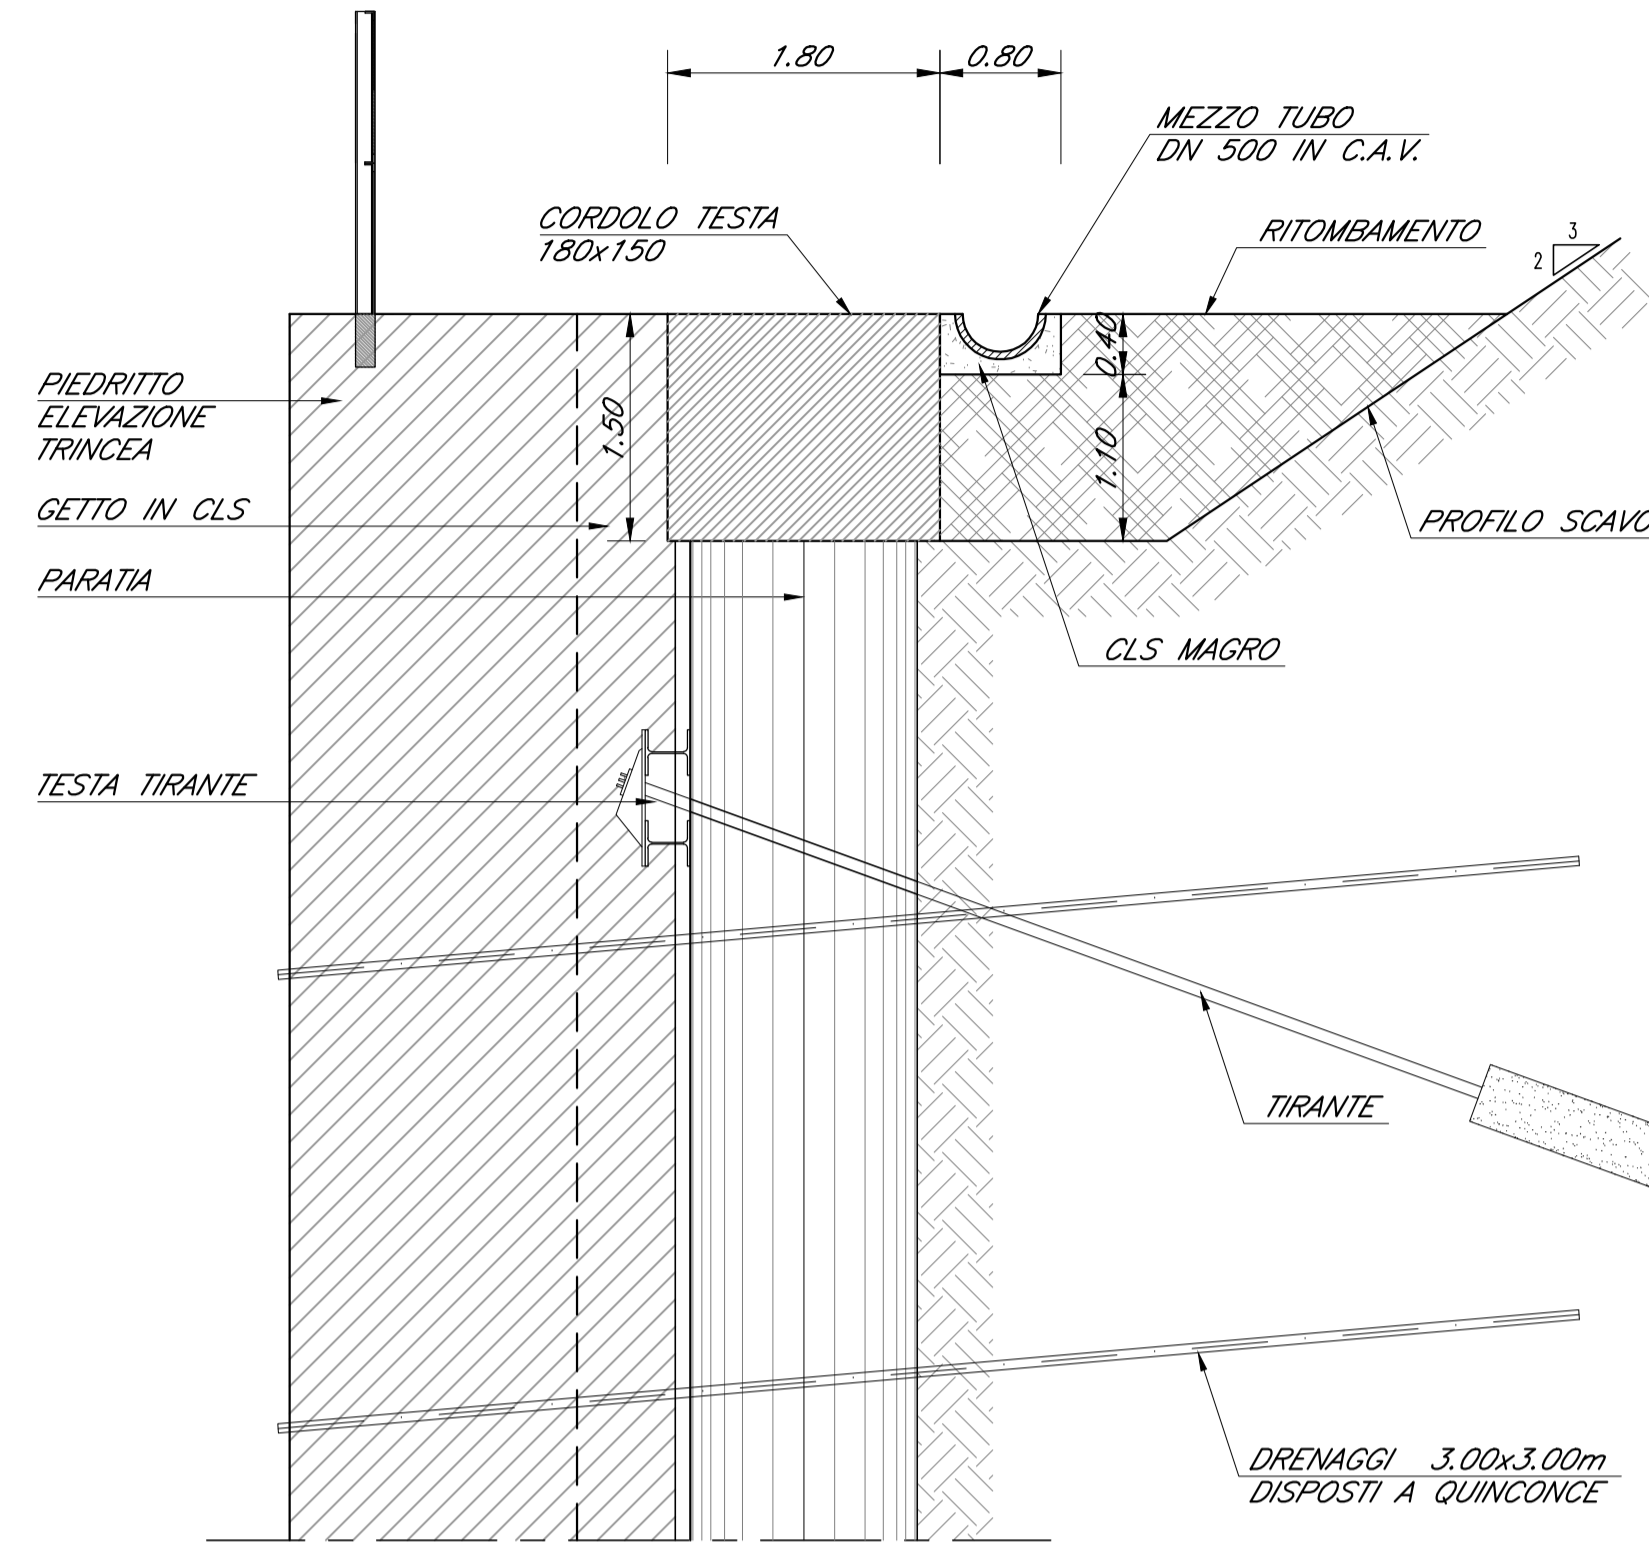 1.80
0.80
MEZZO TUBO
DN 500 IN C.A.V.
CORDOLO TESTA
180x150
RITOMBAMENTO
3
2
0.40
PIEDRITTO
ELEVAZIONE
TRINCEA
1.50
1.10
GETTO IN CLS
PROFILO SCAVO
PARATIA
CLS MAGRO
TESTA TIRANTE
TIRANTE
DRENAGGI 3.00x3.00m
DISPOSTI A QUINCONCE